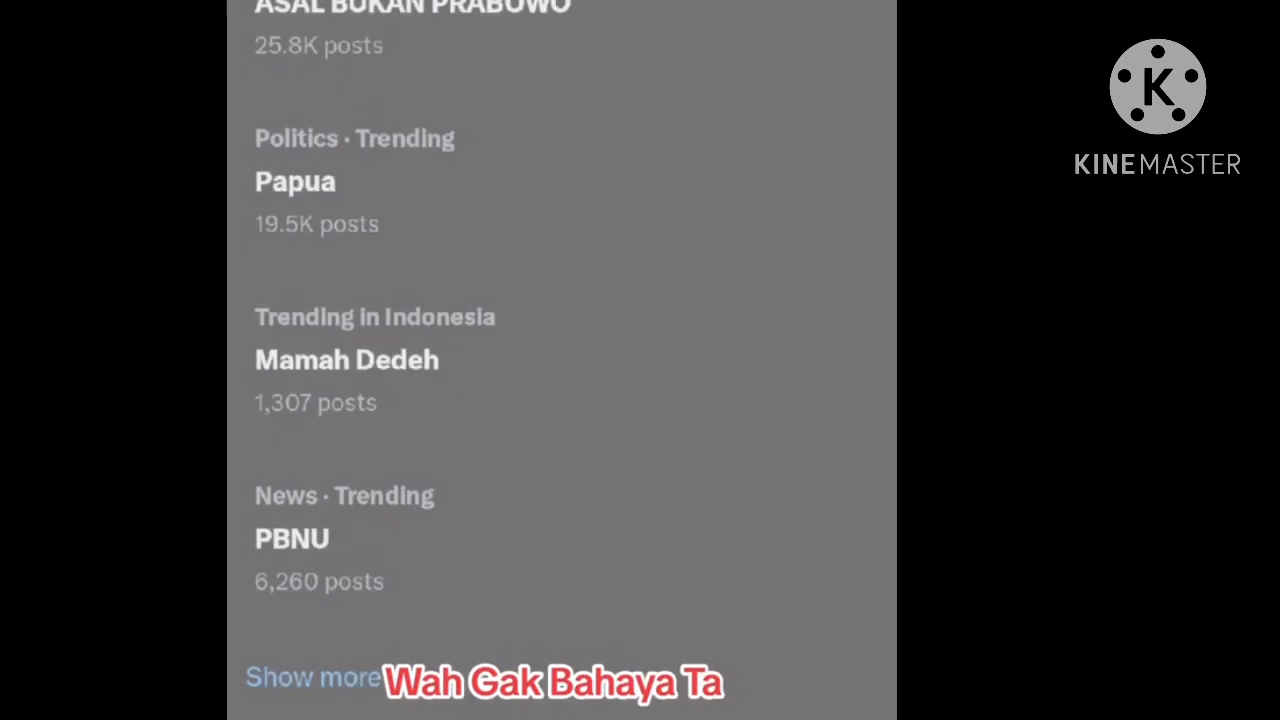 ASAL BUKAN PRABOWO
25.8K posts
Politics · Trending
Papua
19.5K posts
Trending in Indonesia
Mamah Dedeh
1,307 posts
News · Trending
PBNU
6,260 posts
Show more
Wah Gak Bahaya Ta
K
KINEMASTER